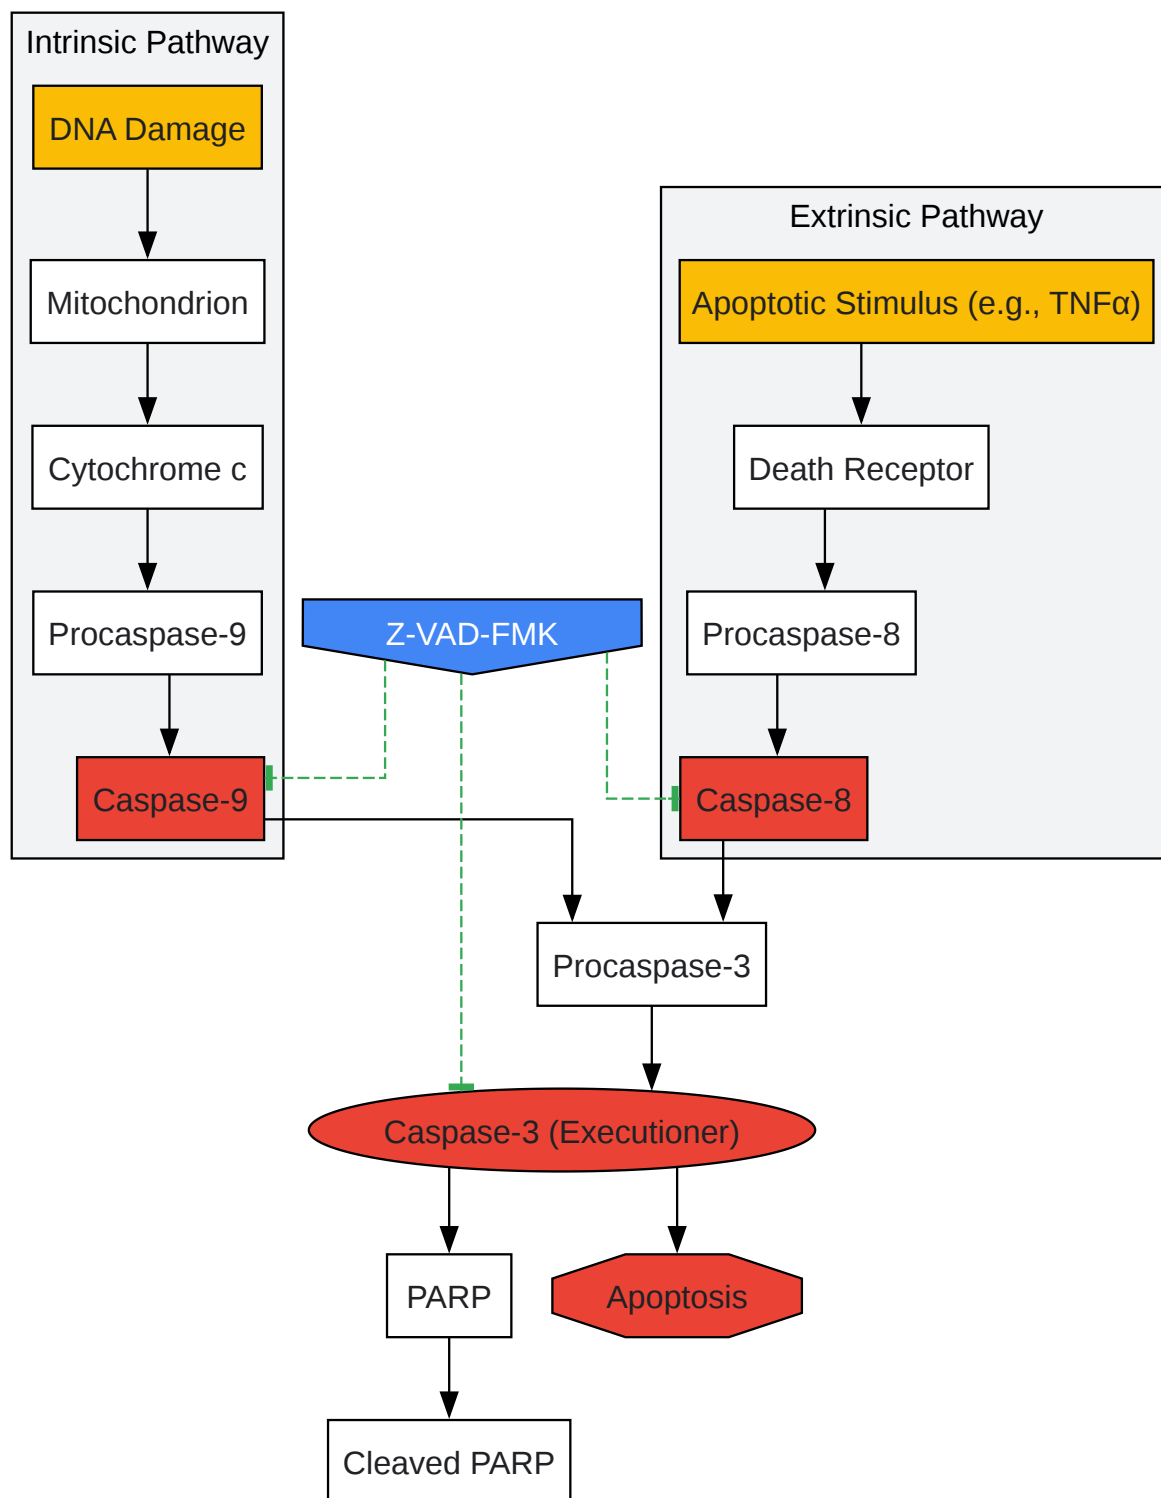 Intrinsic Pathway
DNA Damage
Extrinsic Pathway
Mitochondrion
Apoptotic Stimulus (e.g., TNFα)
Cytochrome c
Death Receptor
Procaspase-9
Z-VAD-FMK
Procaspase-8
Caspase-9
Caspase-8
Procaspase-3
Caspase-3 (Executioner)
PARP
Apoptosis
Cleaved PARP